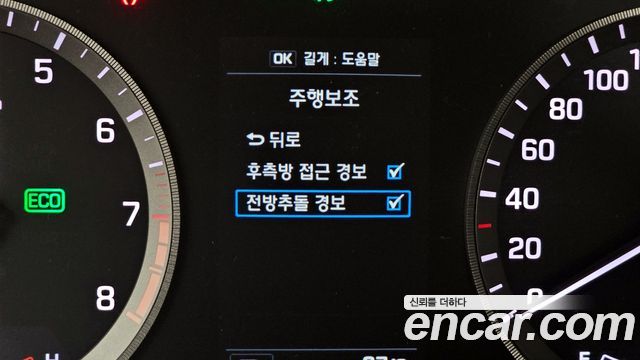 OK 길게 : 도움말
주행보조
뒤로
후측방 접근 경보
전방추돌 경보
5
6
7
8
ECO
100
80
60
40
20
0
신뢰를 더하다
encar.com
H
F